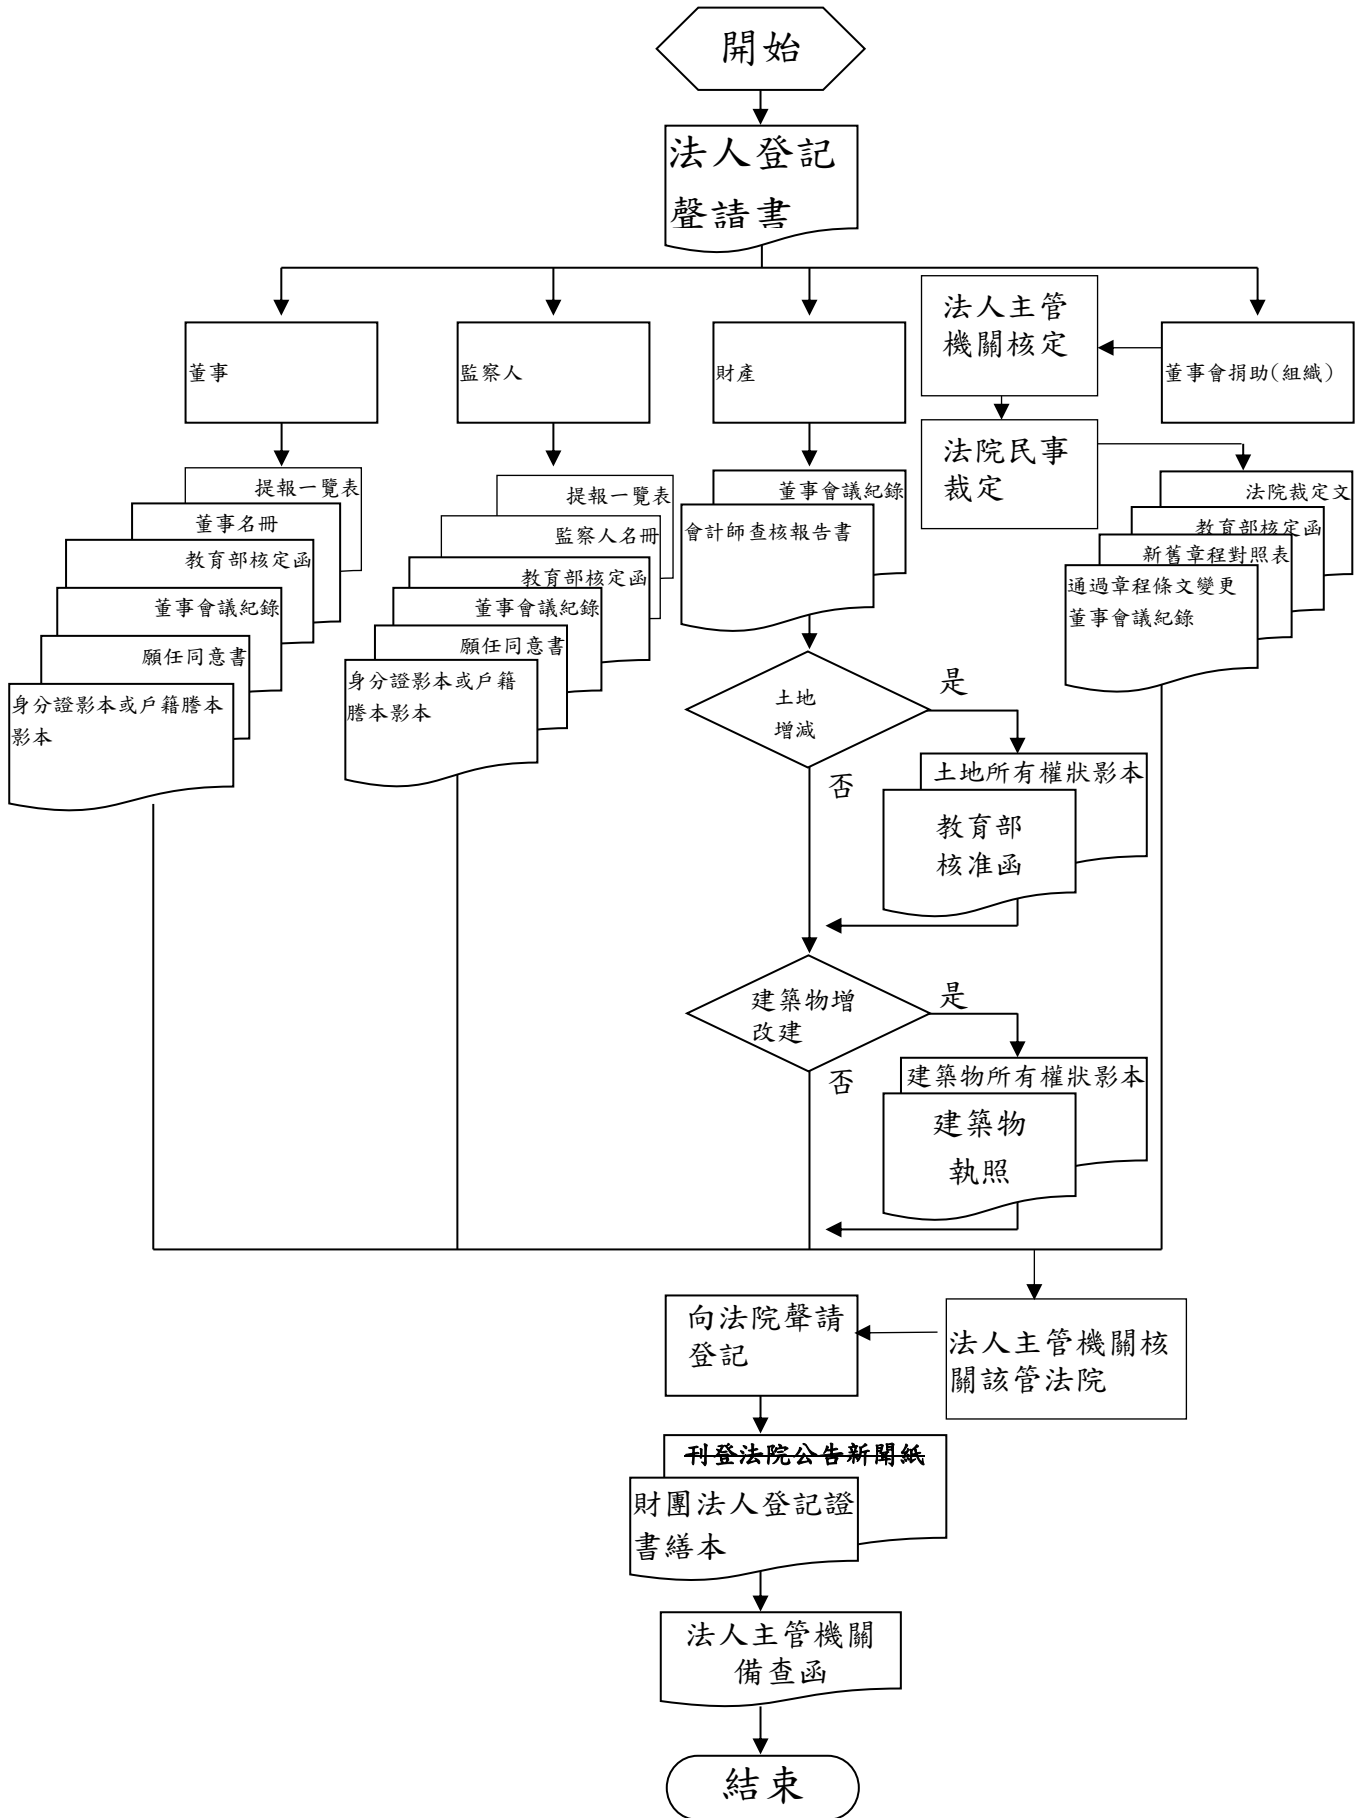 開始
法人登記
聲請書
董事
監察人
財產
法人主管
機關核定
董事會捐助(組織)
法院民事
裁定
提報一覽表
董事名冊
教育部核定函
董事會議紀錄
願任同意書
身分證影本或戶籍謄本
影本
提報一覽表
監察人名冊
教育部核定函
董事會議紀錄
願任同意書
身分證影本或戶籍
謄本影本
董事會議紀錄
會計師查核報告書
法院裁定文
教育部核定函
新舊章程對照表
通過章程條文變更
董事會議紀錄
土地
增減
是
否
土地所有權狀影本
教育部
核准函
建築物增
改建
是
否
建築物所有權狀影本
建築物
執照
向法院聲請
登記
法人主管機關核
關該管法院
刊登法院公告新聞紙
財團法人登記證
書繕本
法人主管機關
備查函
結束